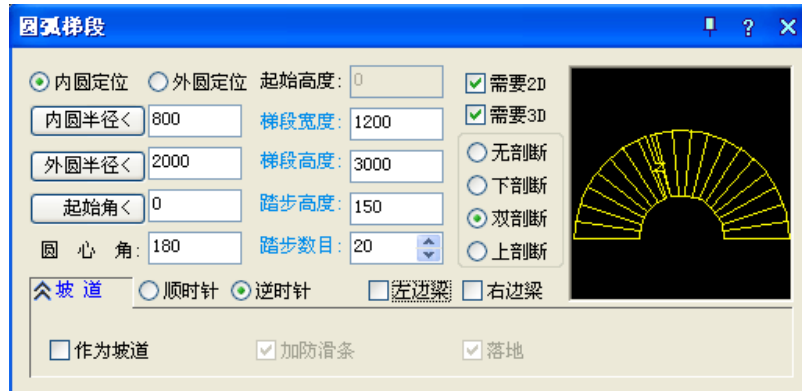 圆弧梯段
内圆定位 外圆定位 起始高度: 0 需要2D
内圆半径< 800 梯段宽度: 1200 需要3D
外圆半径< 2000 梯段高度: 3000 无剖断
下剖断
起始角< 0 踏步高度: 150 双剖断
圆心角: 180 踏步数目: 20 上剖断
坡道 顺时针 逆时针 左边梁 右边梁
作为坡道 加防滑条 落地